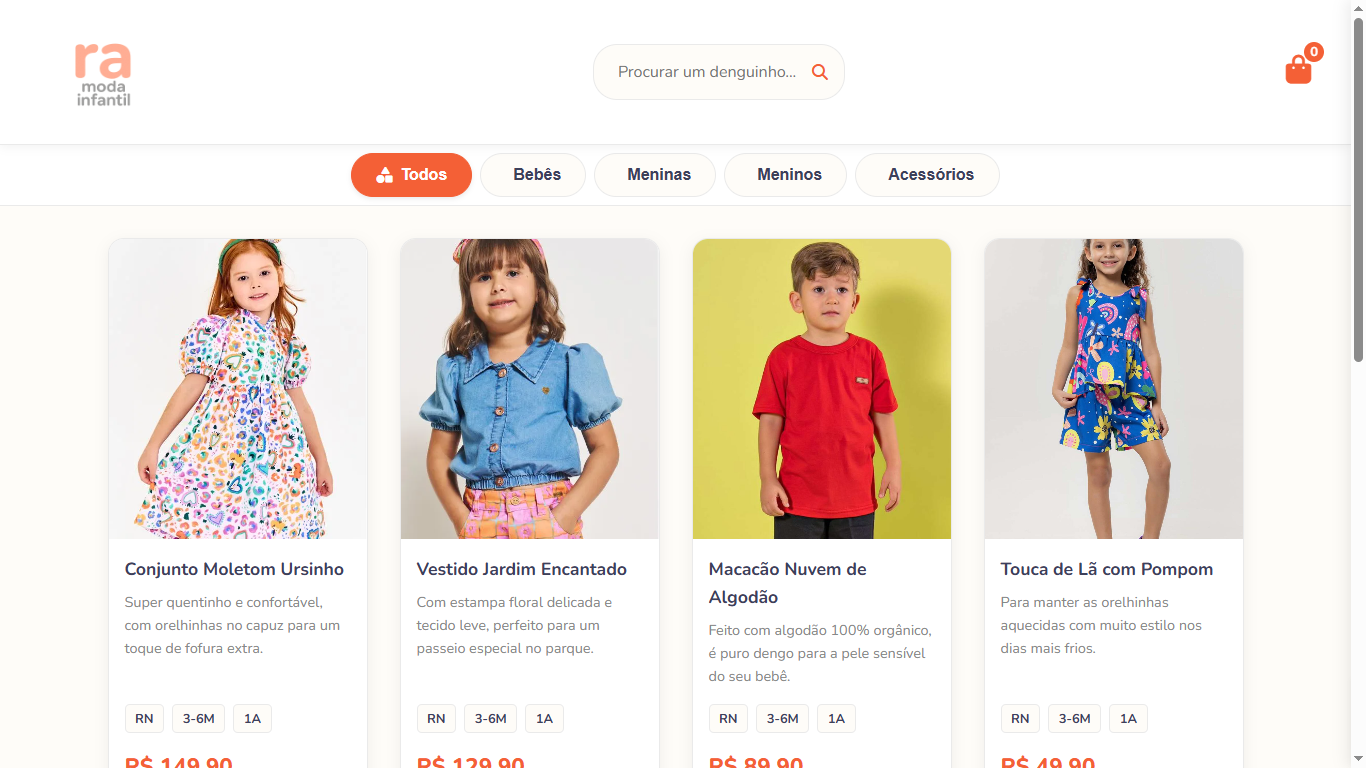 ra
moda
infantil
Procurar um denguinho...
0
Todos
Bebês
Meninas
Meninos
Acessórios
Conjunto Moletom Ursinho
Super quentinho e confortável,
com orelhinhas no capuz para um
toque de fofura extra.
RN
3-6M
1A
R$ 149,90
Vestido Jardim Encantado
Com estampa floral delicada e
tecido leve, perfeito para um
passeio especial no parque.
RN
3-6M
1A
R$ 129,90
Macacão Nuvem de
Algodão
Feito com algodão 100% orgânico,
é puro dengo para a pele sensível
do seu bebê.
RN
3-6M
1A
R$ 89,90
Touca de Lã com Pompom
Para manter as orelhinhas
aquecidas com muito estilo nos
dias mais frios.
RN
3-6M
1A
R$ 49,90